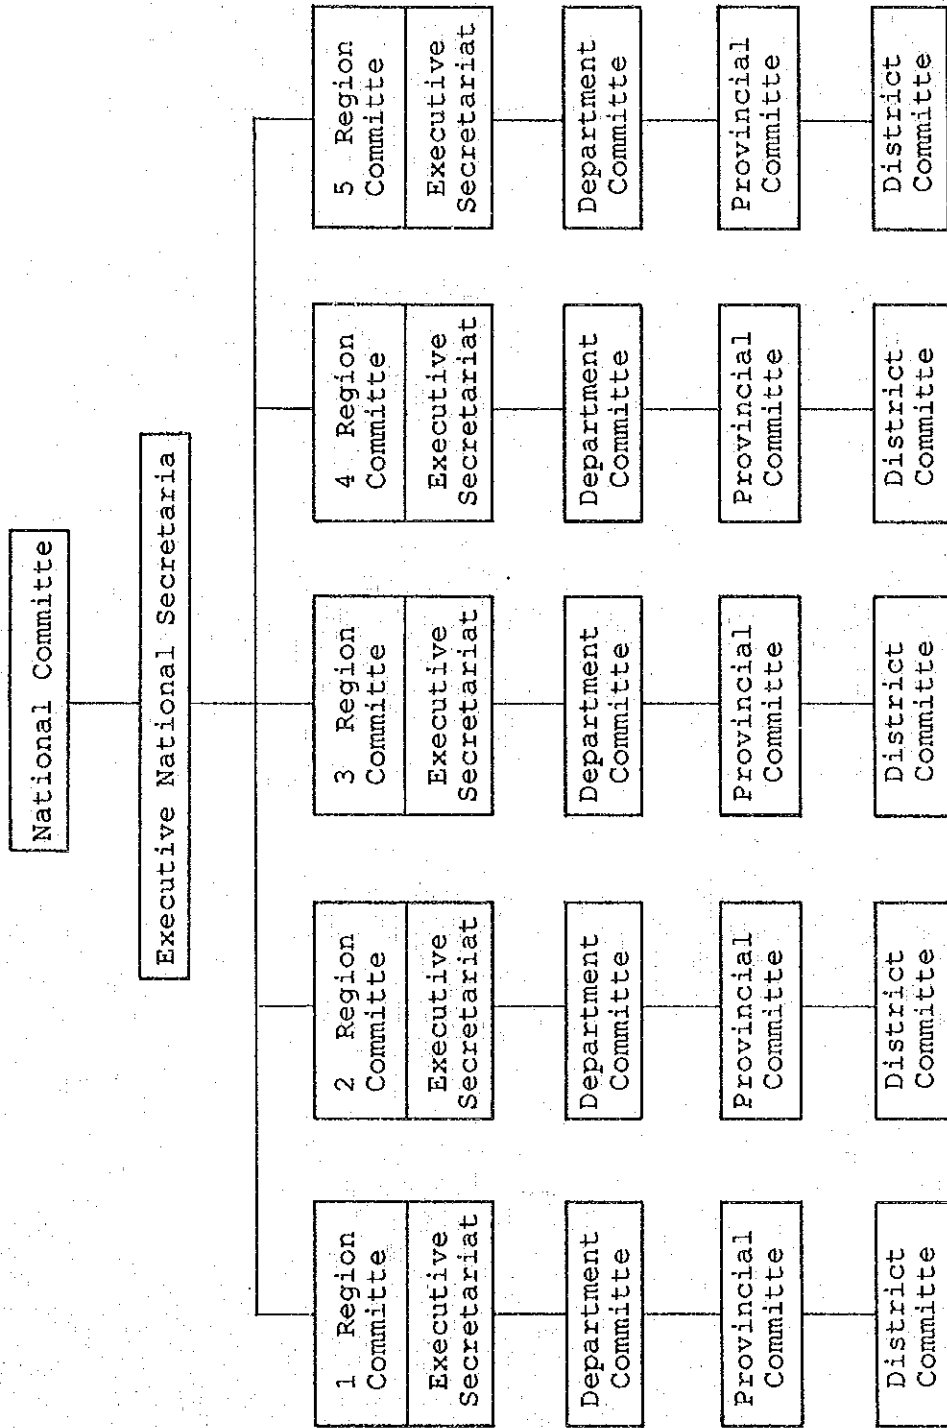 National Committe
Executive National Secretaria
1 Region
Committe
Executive
Secretariat
Department
Committe
Provincial
Committe
District
Committe
2 Region
Committe
Executive
Secretariat
Department
Committe
Provincial
Committe
District
Committe
3 Region
Committe
Executive
Secretariat
Department
Committe
Provincial
Committe
District
Committe
4 Region
Committe
Executive
Secretariat
Department
Committe
Provincial
Committe
District
Committe
5 Region
Committe
Executive
Secretariat
Department
Committe
Provincial
Committe
District
Committe